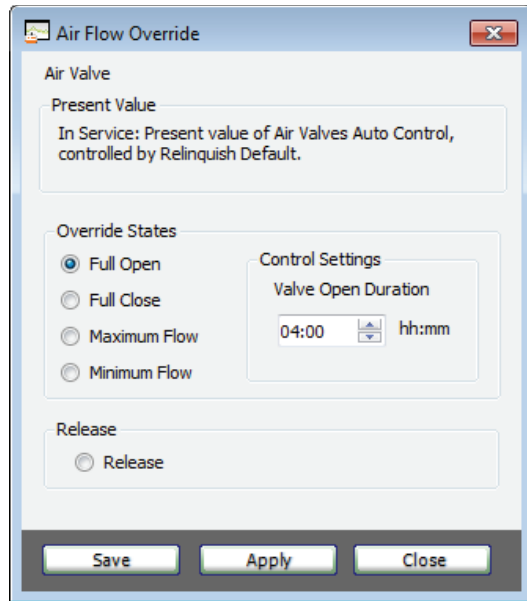 Air Flow Override
Air Valve
Present Value
In Service: Present value of Air Valves Auto Control,
controlled by Relinquish Default.
Override States
Full Open
Full Close
Maximum Flow
Minimum Flow
Control Settings
Valve Open Duration
04:00 hh:mm
Release
Release
Save Apply Close